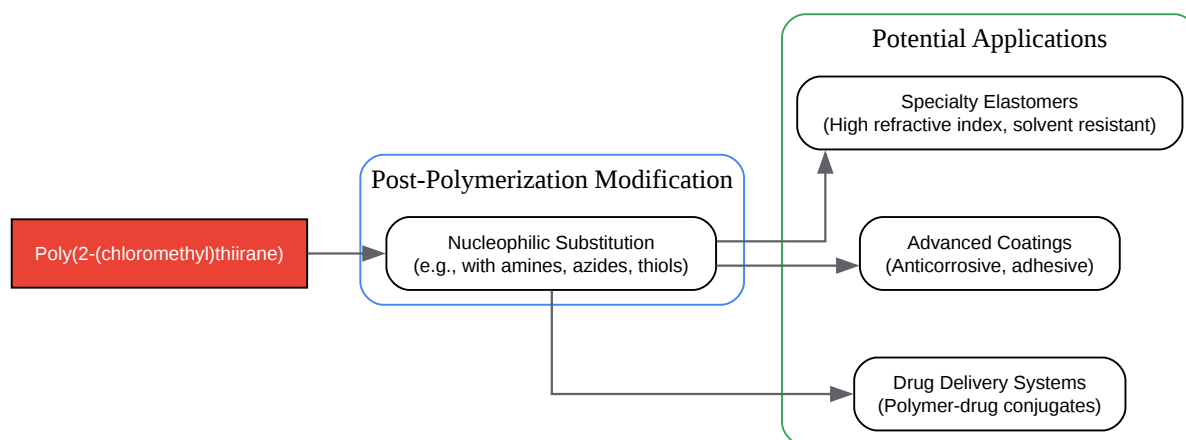 Potential Applications
Specialty Elastomers
(High refractive index, solvent resistant)
Post-Polymerization Modification
Poly(2-(chloromethyl)thiirane)
Nucleophilic Substitution
(e.g., with amines, azides, thiols)
Advanced Coatings
(Anticorrosive, adhesive)
Drug Delivery Systems
(Polymer-drug conjugates)